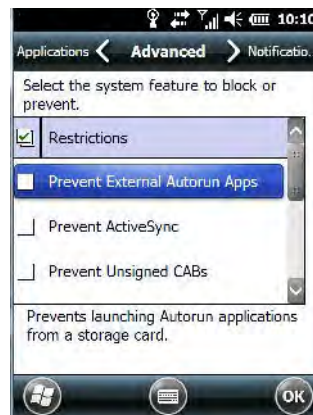 10:10
Applications Advanced Notificatio.
Select the system feature to block or
prevent.
Restrictions
Prevent External Autorun Apps
Prevent ActiveSync
Prevent Unsigned CABs
Prevents launching Autorun applications
from a storage card.
OK